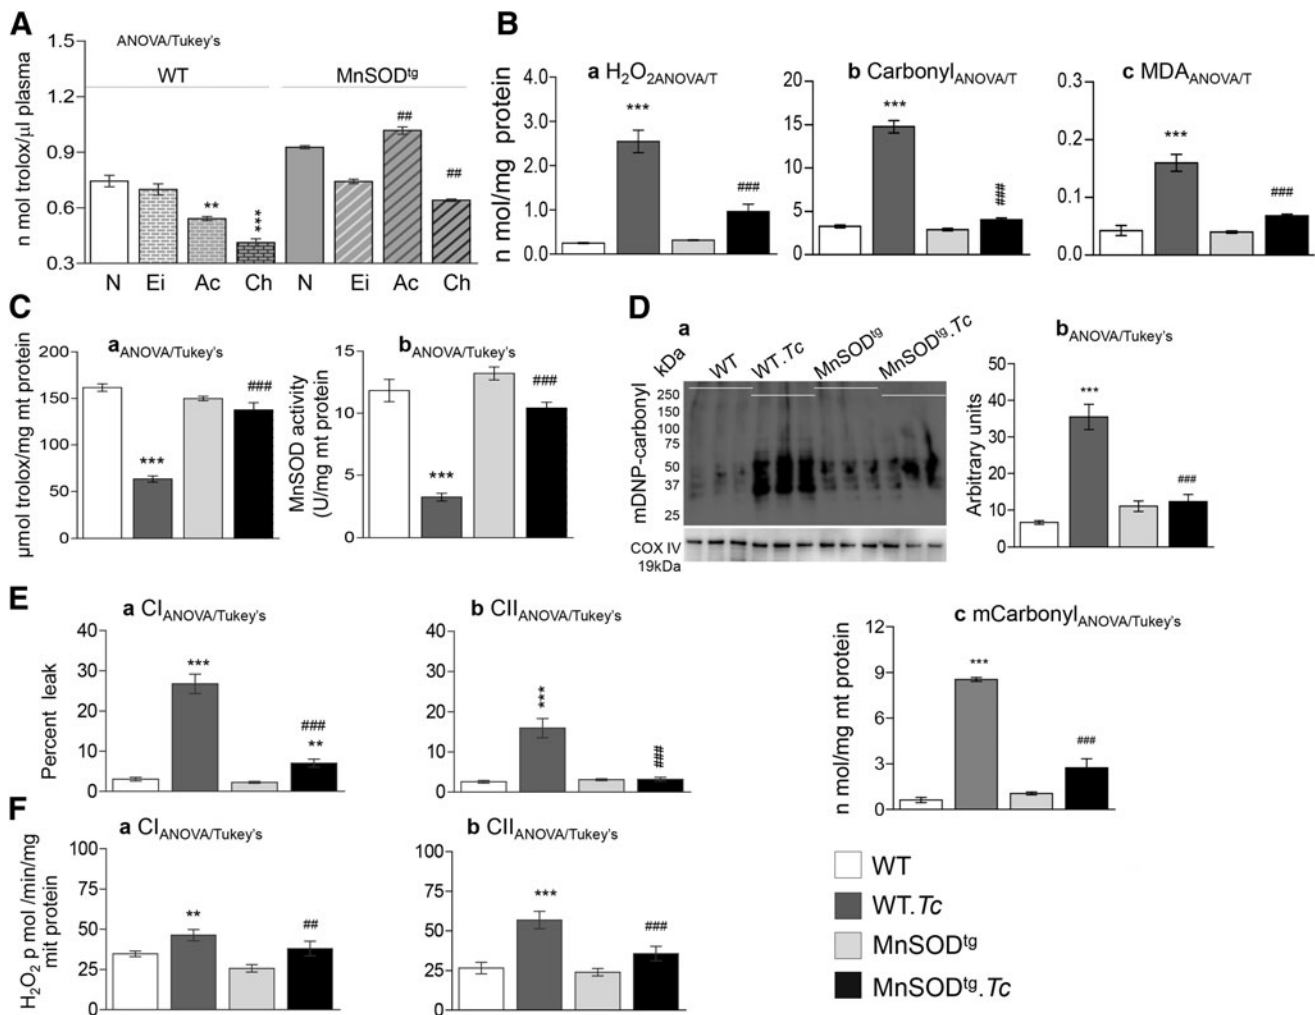 A
ANOVA/Tukey's
WT
MnSODtg
n mol trolox/µl plasma
1.5
1.2
0.9
0.6
0.3
**
***
##
##
N Ei Ac Ch N Ei Ac Ch
B
n mol/mg protein
a H2O2ANOVA/T
4.0
3.0
2.0
1.0
0.0
***
###
b CarbonylANOVA/T
20
15
10
5
0
***
###
c MDAANOVA/T
0.3
0.2
0.1
0.0
***
###
C
aANOVA/Tukey's
µmol trolox/mg mt protein
200
150
100
50
0
***
###
bANOVA/Tukey's
MnSOD activity
(U/mg mt protein)
15
10
5
0
***
###
D
a
kDa
WT
WT.Tc
MnSODtg
MnSODtg.Tc
mDNP-carbonyl
250
150
100
75
50
37
25
COX IV
19kDa
bANOVA/Tukey's
Arbitrary units
50
40
30
20
10
0
***
###
E
a CIANOVA/Tukey's
Percent leak
40
30
20
10
0
***
###
**
b CIIANOVA/Tukey's
40
30
20
10
0
***
###
c mCarbonylANOVA/Tukey's
n mol/mg mt protein
12
9
6
3
0
***
###
F
a CIANOVA/Tukey's
H2O2 p mol /min/mg
mit protein
100
75
50
25
0
**
##
b CIIANOVA/Tukey's
100
75
50
25
0
***
###
WT
WT.Tc
MnSODtg
MnSODtg.Tc